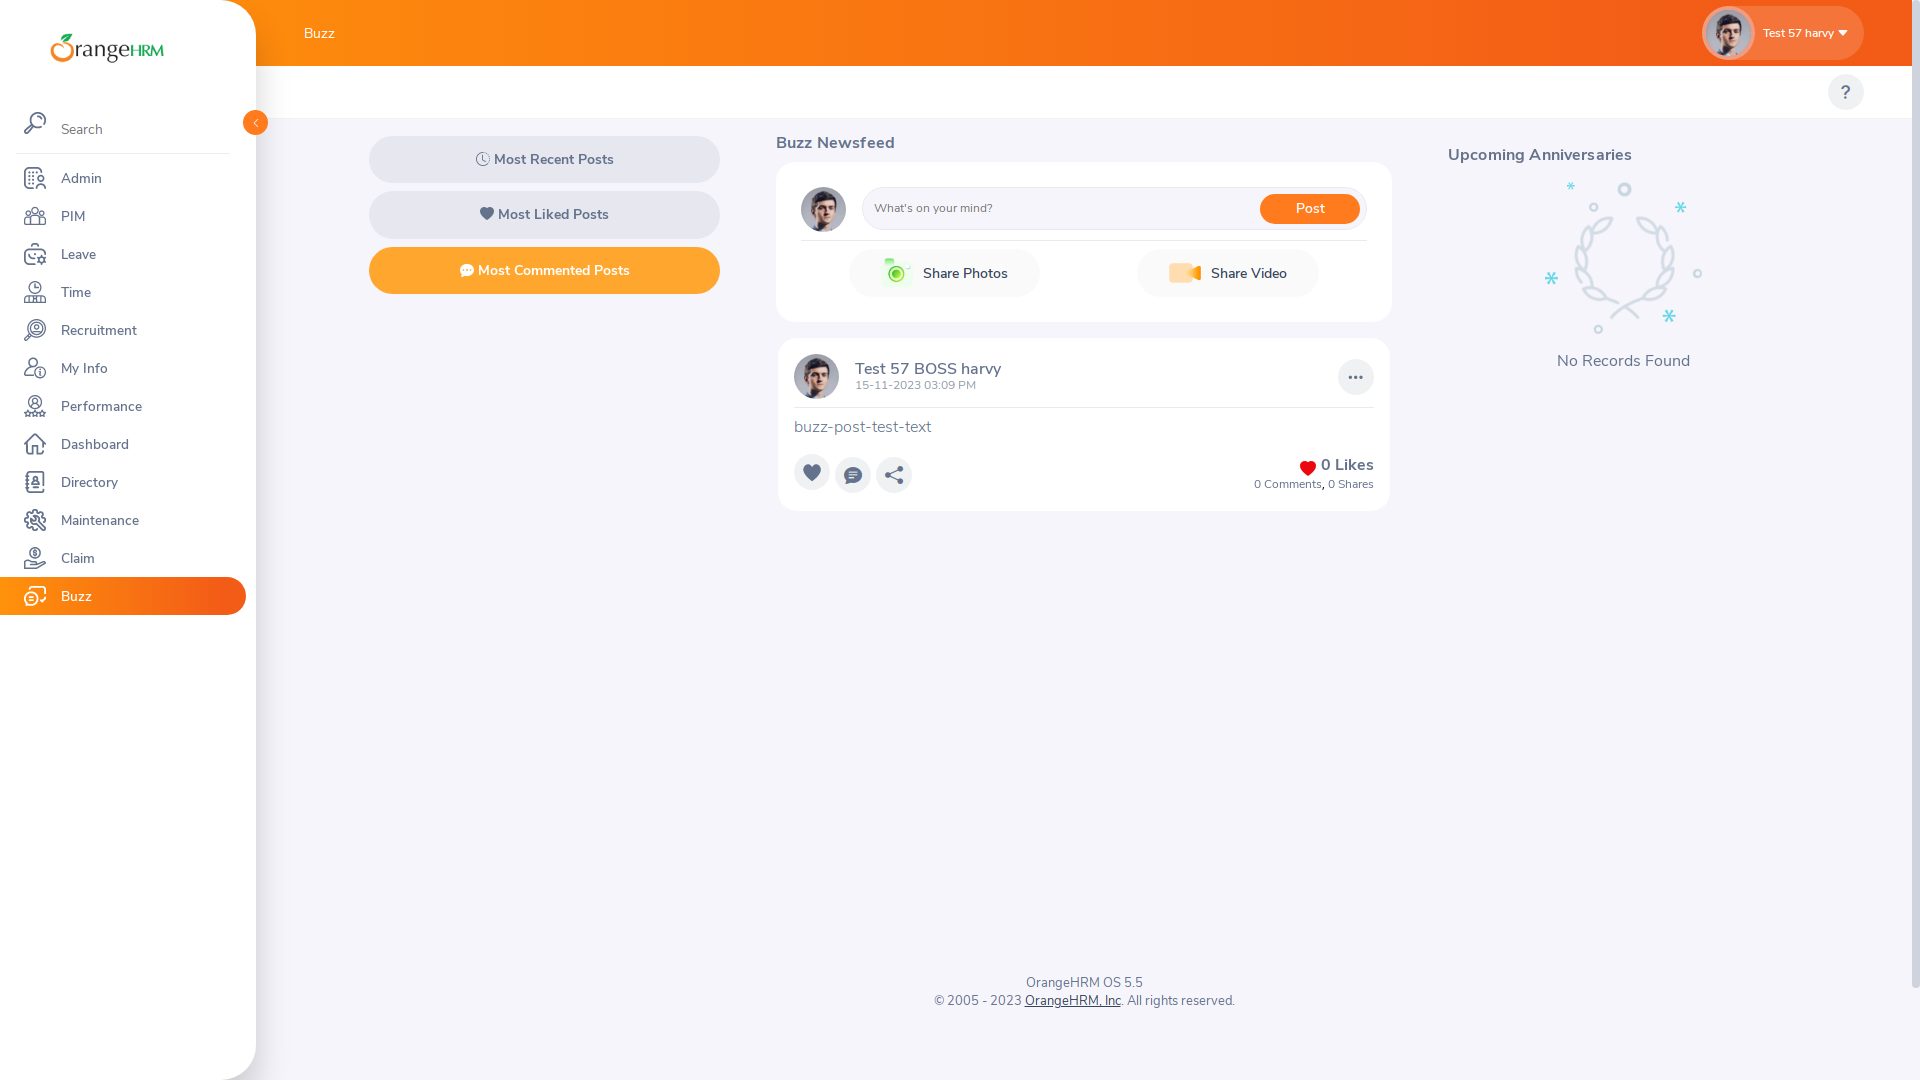 OrangeHRM
Search
Admin
PIM
Leave
Time
Recruitment
My Info
Performance
Dashboard
Directory
Maintenance
Claim
Buzz
Buzz
Test 57 harvy
?
Most Recent Posts
Most Liked Posts
Most Commented Posts
Buzz Newsfeed
What's on your mind?
Post
Share Photos
Share Video
Test 57 BOSS harvy
15-11-2023 03:09 PM
buzz-post-test-text
0 Likes
0 Comments, 0 Shares
Upcoming Anniversaries
No Records Found
OrangeHRM OS 5.5
© 2005 - 2023 OrangeHRM, Inc. All rights reserved.